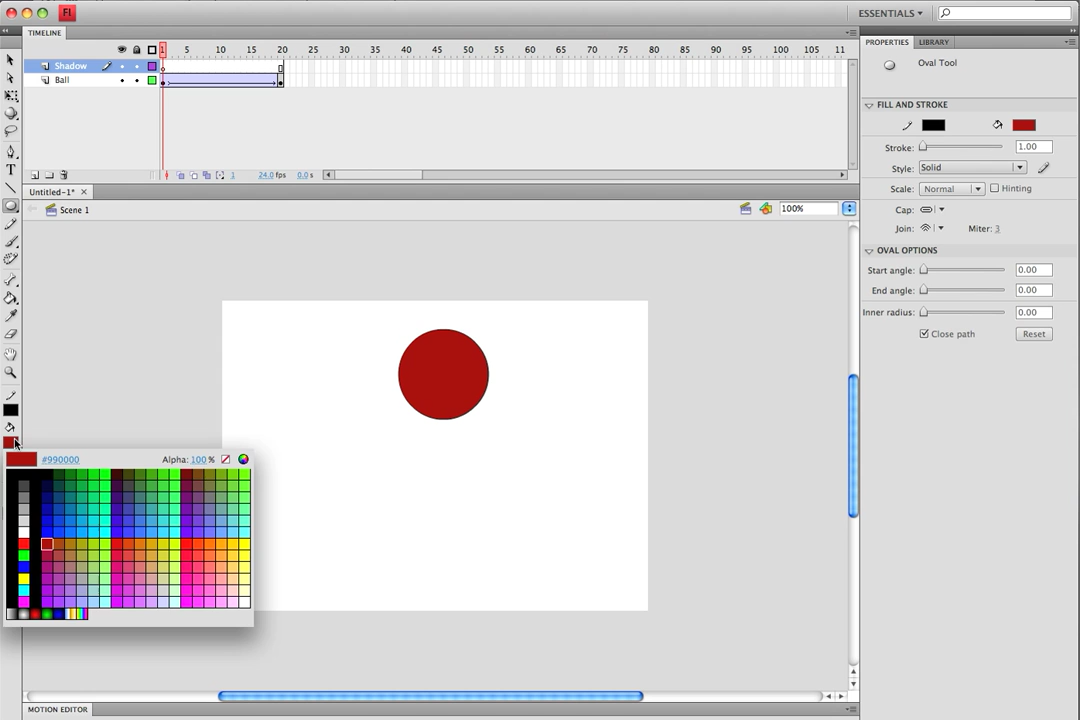 Fl
ESSENTIALS
TIMELINE
1 5 10 15 20 25 30 35 40 45 50 55 60 65 70 75 80 85 90 95 100 105 11
Shadow
Ball
T
1 24.0 fps 0.0 s
Untitled-1*
Scene 1
100%
#990000
Alpha: 100 %
MOTION EDITOR
PROPERTIES LIBRARY
Oval Tool
FILL AND STROKE
Stroke: 1.00
Style: Solid
Scale: Normal Hinting
Cap:
Join: Miter: 3
OVAL OPTIONS
Start angle: 0.00
End angle: 0.00
Inner radius: 0.00
Close path Reset